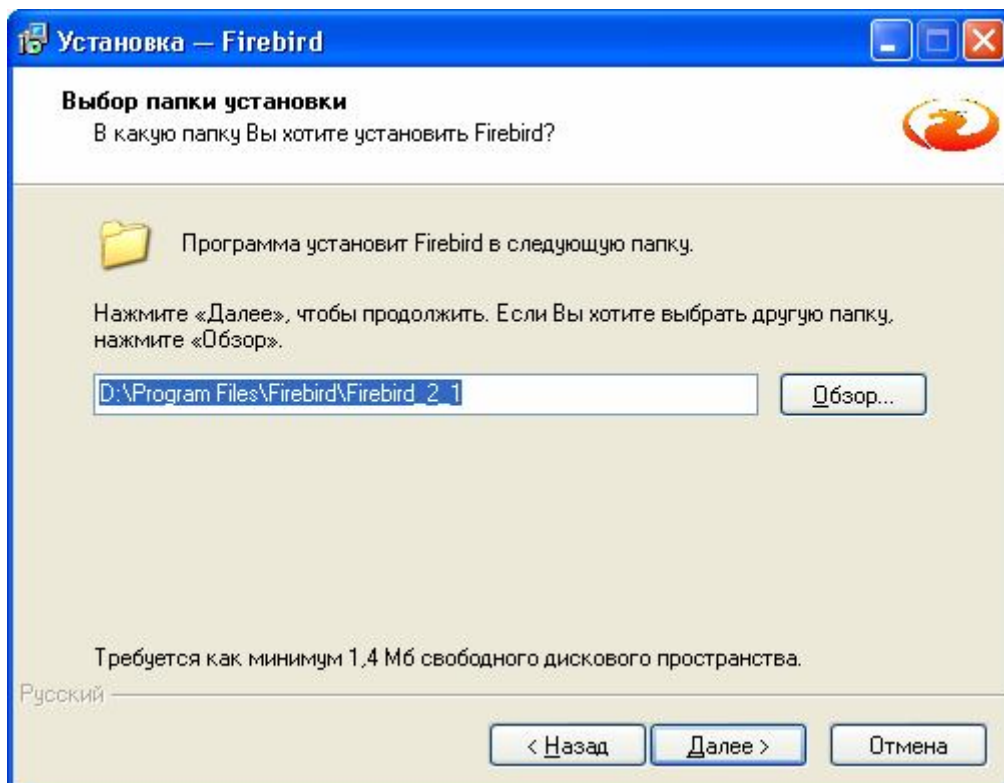 Установка — Firebird
Выбор папки установки
В какую папку Вы хотите установить Firebird?
Программа установит Firebird в следующую папку.
Нажмите «Далее», чтобы продолжить. Если Вы хотите выбрать другую папку,
нажмите «Обзор».
D:\Program Files\Firebird\Firebird_2_1
Обзор...
Требуется как минимум 1,4 Мб свободного дискового пространства.
Русский
< Назад
Далее >
Отмена